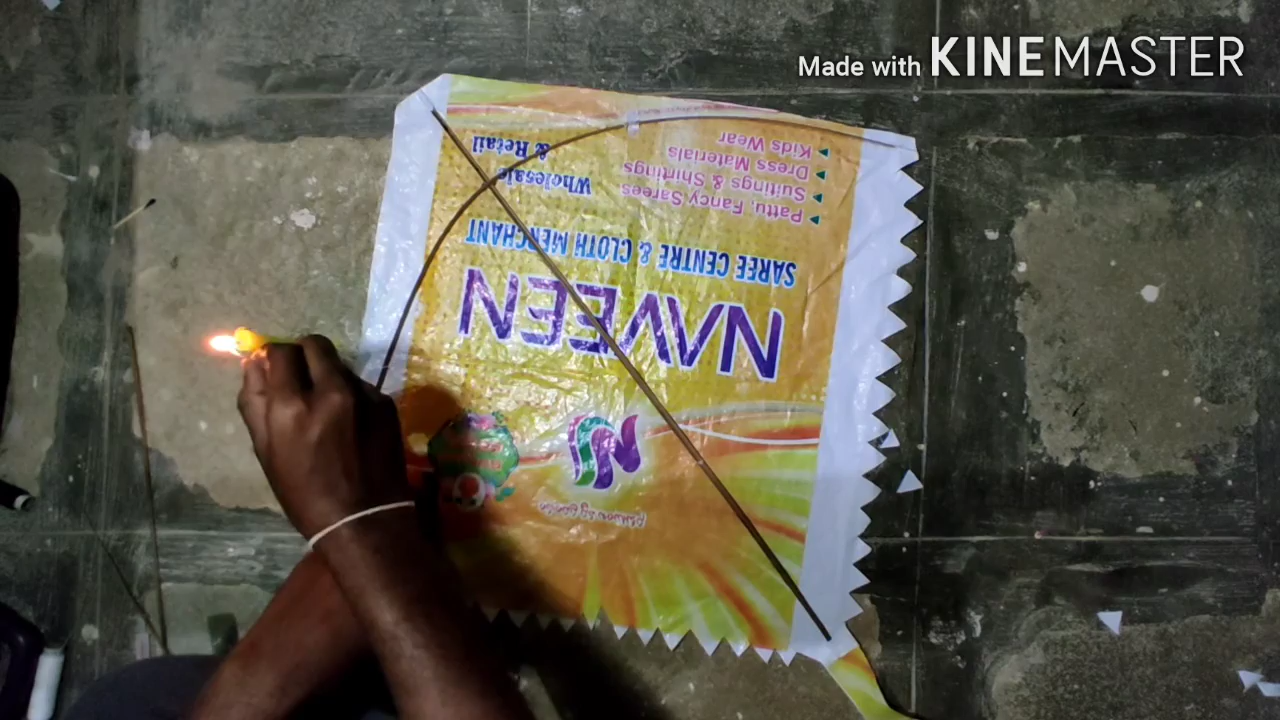 Made with KINEMASTER
NAVEEN
SAREE CENTRE & CLOTH MERCHANT
Wholesale
& Retail
Pattu, Fancy Sarees,
Suitings & Shirtings
Dress Materials
Kids Wear